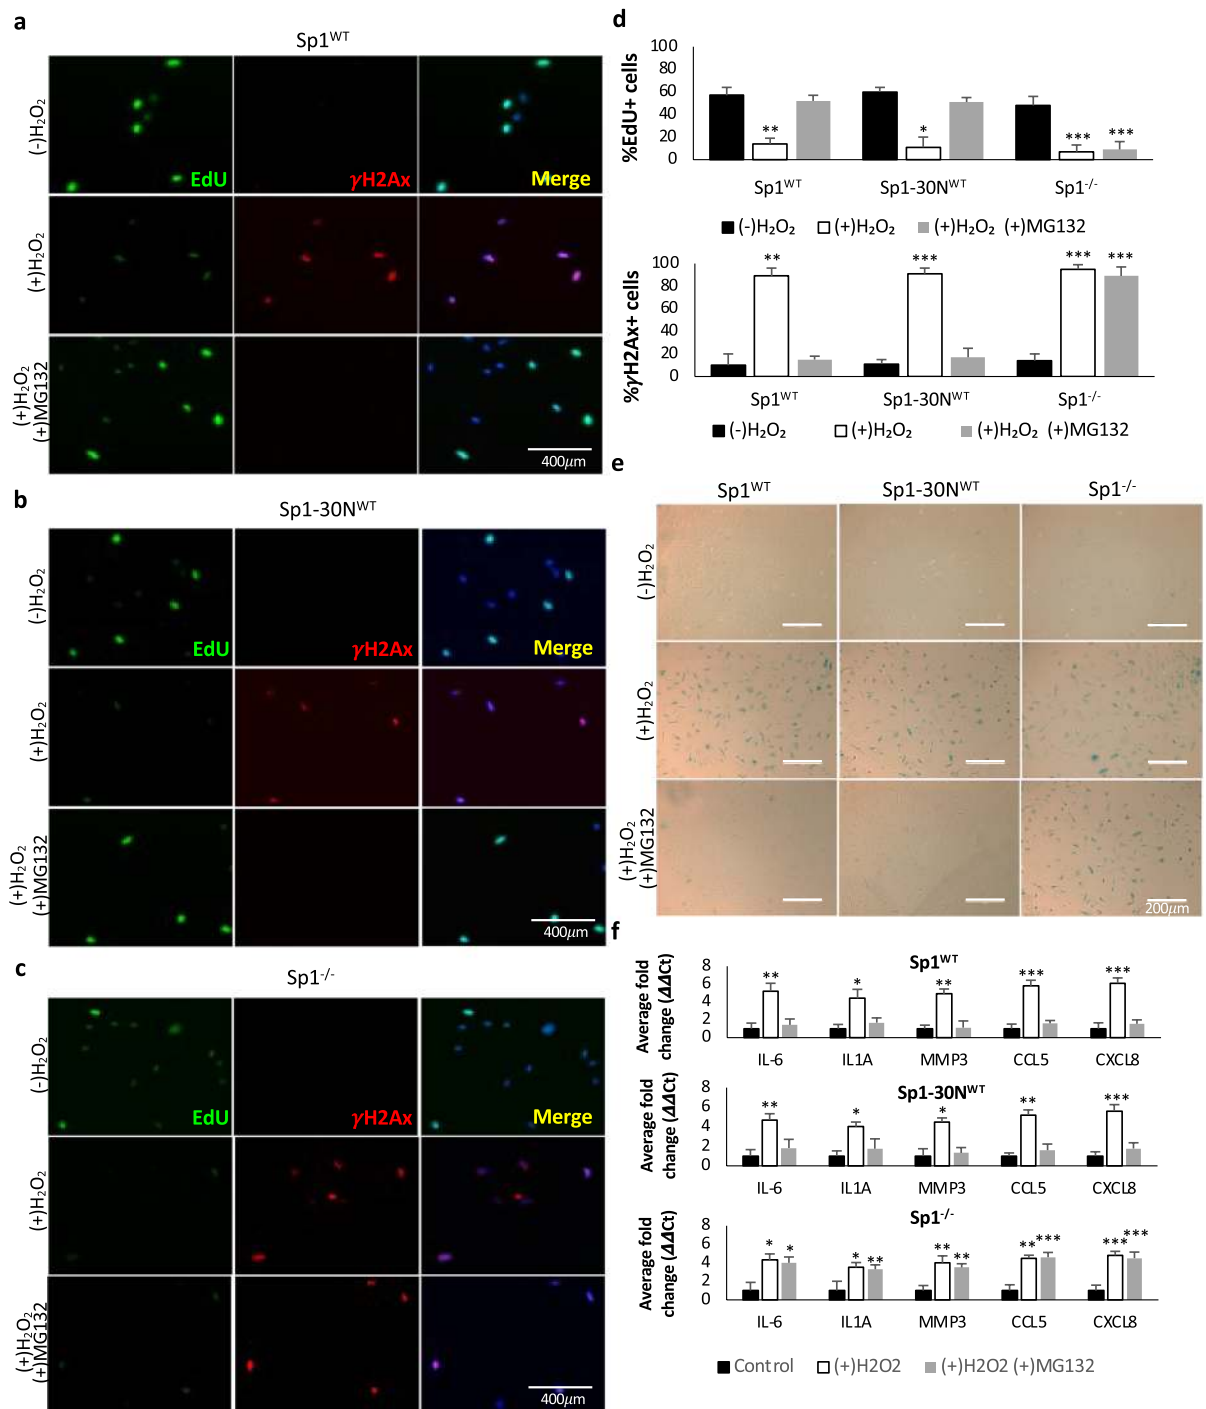 a
Sp1WT
(-)H2O2
EdU
γH2Ax
Merge
(+)H2O2
(+)H2O2
(+)MG132
400μm
b
Sp1-30NWT
(-)H2O2
EdU
γH2Ax
Merge
(+)H2O2
(+)H2O2
(+)MG132
400μm
c
Sp1-/-
(-)H2O2
EdU
γH2Ax
Merge
(+)H2O2
(+)H2O2
(+)MG132
400μm
d
%EdU+ cells
100
80
60
40
20
0
** * *** ***
Sp1WT Sp1-30NWT Sp1-/-
(-)H2O2 (+)H2O2 (+)H2O2 (+)MG132
%γH2Ax+ cells
100
80
60
40
20
0
** *** *** ***
Sp1WT Sp1-30NWT Sp1-/-
(-)H2O2 (+)H2O2 (+)H2O2 (+)MG132
e
Sp1WT Sp1-30NWT Sp1-/-
(-)H2O2
(+)H2O2
(+)H2O2
(+)MG132
200μm
f
Sp1WT
Average fold
change (ΔΔCt)
8
6
4
2
0
** * ** *** ***
IL-6 IL1A MMP3 CCL5 CXCL8
Sp1-30NWT
Average fold
change (ΔΔCt)
8
6
4
2
0
** * * ** ***
IL-6 IL1A MMP3 CCL5 CXCL8
Sp1-/-
Average fold
change (ΔΔCt)
8
6
4
2
0
* * * ** ** ** ** *** *** ***
IL-6 IL1A MMP3 CCL5 CXCL8
Control (+)H2O2 (+)H2O2 (+)MG132